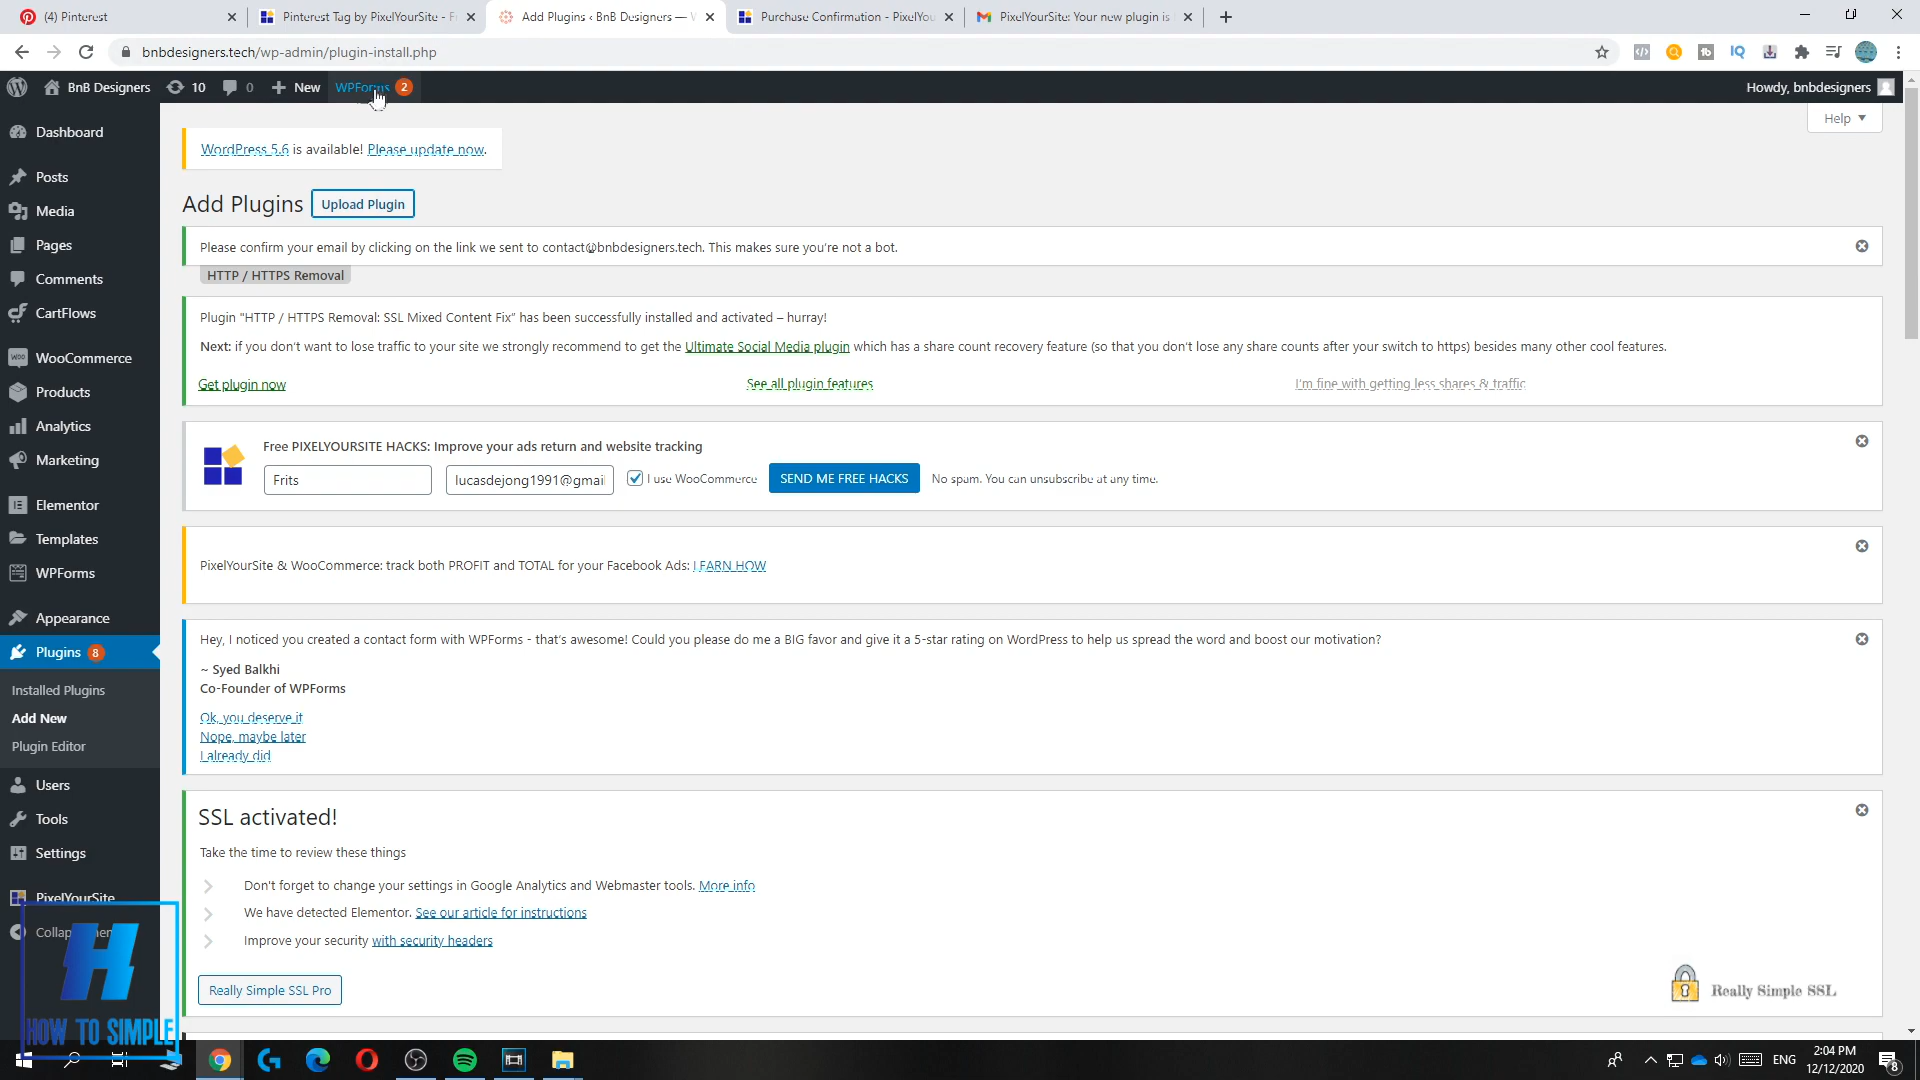 (4) Pinterest
Pinterest Tag by PixelYourSite - F
Add Plugins ‹ BnB Designers —
Purchase Confirmation - PixelYou
PixelYourSite: Your new plugin is
bnbdesigners.tech/wp-admin/plugin-install.php
BnB Designers
10
0
New
WPForms
2
Howdy, bnbdesigners
Help
WordPress 5.6 is available! Please update now.
Add Plugins
Upload Plugin
Please confirm your email by clicking on the link we sent to contact@bnbdesigners.tech. This makes sure you're not a bot.
HTTP / HTTPS Removal
Plugin "HTTP / HTTPS Removal: SSL Mixed Content Fix" has been successfully installed and activated – hurray!
Next: if you don't want to lose traffic to your site we strongly recommend to get the Ultimate Social Media plugin which has a share count recovery feature (so that you don't lose any share counts after your switch to https) besides many other cool features.
Get plugin now
See all plugin features
I'm fine with getting less shares & traffic
Free PIXELYOURSITE HACKS: Improve your ads return and website tracking
Frits
lucasdejong1991@gmai
I use WooCommerce
SEND ME FREE HACKS
No spam. You can unsubscribe at any time.
PixelYourSite & WooCommerce: track both PROFIT and TOTAL for your Facebook Ads: LEARN HOW
Hey, I noticed you created a contact form with WPForms - that's awesome! Could you please do me a BIG favor and give it a 5-star rating on WordPress to help us spread the word and boost our motivation?
~ Syed Balkhi
Co-Founder of WPForms
Ok, you deserve it
Nope, maybe later
I already did
SSL activated!
Take the time to review these things
Don't forget to change your settings in Google Analytics and Webmaster tools. More info
We have detected Elementor. See our article for instructions
Improve your security with security headers
Really Simple SSL Pro
Really Simple SSL
Dashboard
Posts
Media
Pages
Comments
CartFlows
WooCommerce
Products
Analytics
Marketing
Elementor
Templates
WPForms
Appearance
Plugins 8
Installed Plugins
Add New
Plugin Editor
Users
Tools
Settings
PixelYourSite
H
HOW TO SIMPLE
ENG
2:04 PM
12/12/2020
8